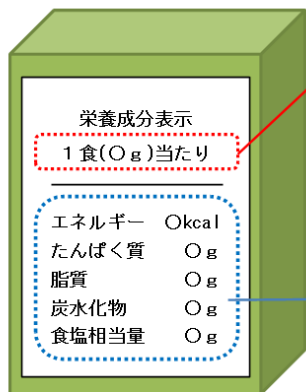 栄養成分表示
1食(○g)当たり
エネルギー ○kcal
たんぱく質 ○g
脂質 ○g
炭水化物 ○g
食塩相当量 ○g